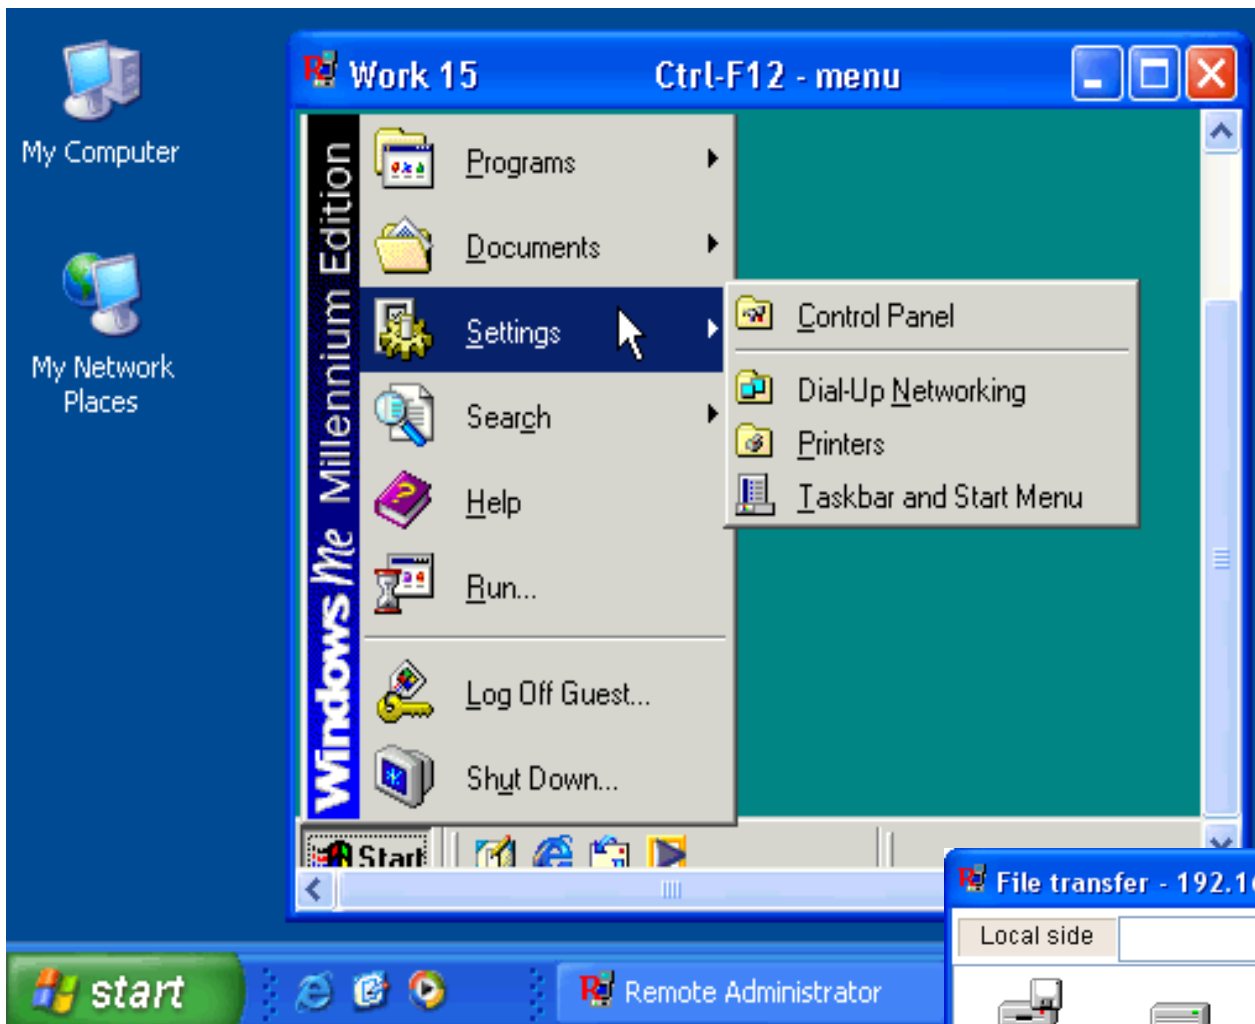 My Computer
My Network
Places
Work 15
Ctrl-F12 - menu
Windows Me Millennium Edition
Programs
Documents
Settings
Search
Help
Run...
Log Off Guest...
Shut Down...
Control Panel
Dial-Up Networking
Printers
Taskbar and Start Menu
Start
File transfer - 192.1
Local side
start
Remote Administrator